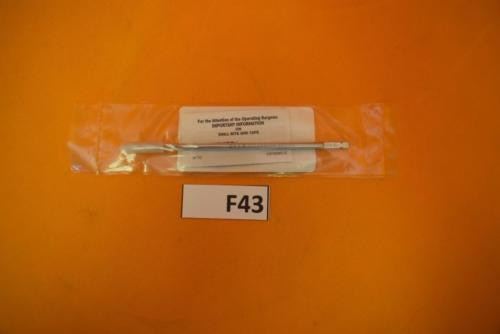 For the Attention of the Operating Surgeon
IMPORTANT INFORMATION
ON
DRILL BITS AND TAPS
F43